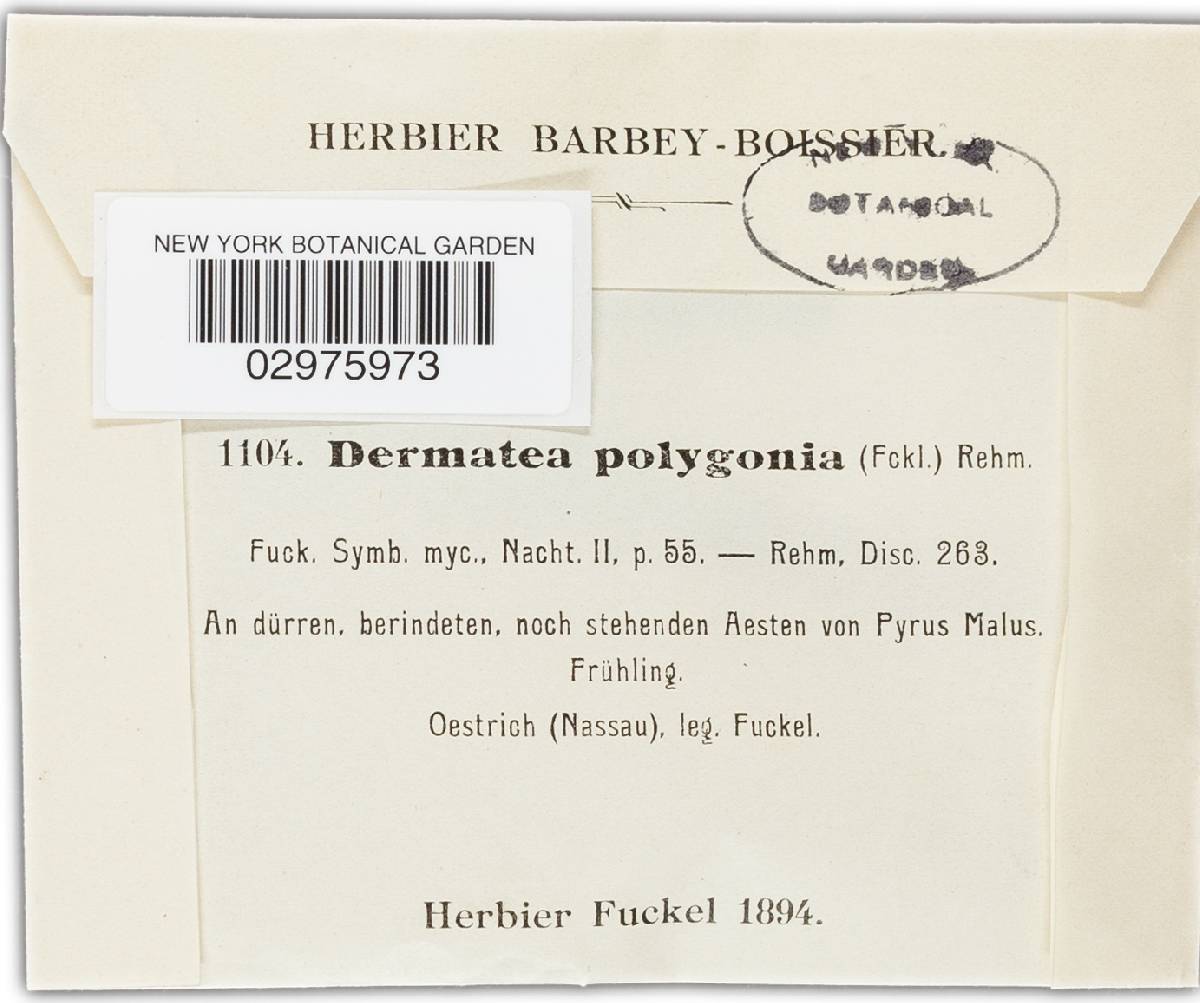 HERBIER BARBEY-BOISSIER.
BOTANICAL
GARDEN
NEW YORK BOTANICAL GARDEN
02975973
1104. Dermatea polygonia (Fckl.) Rehm.
Fuck. Symb. myc., Nacht. II, p. 55. — Rehm, Disc. 263.
An dürren, berindeten, noch stehenden Aesten von Pyrus Malus.
Frühling.
Oestrich (Nassau), leg. Fuckel.
Herbier Fuckel 1894.